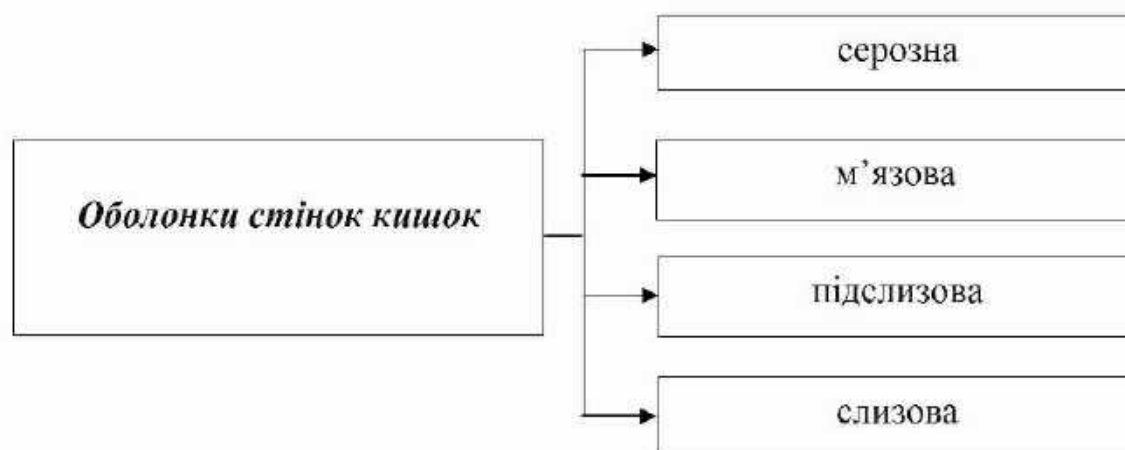 серозна
м’язова
Оболонки стінок кишок
підслизова
слизова